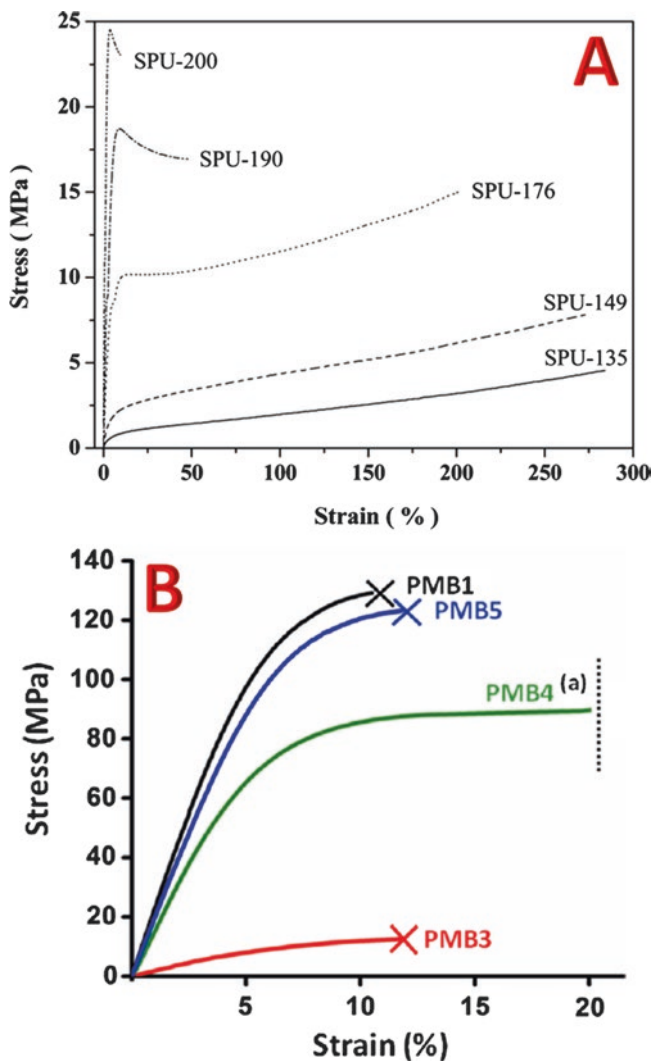 A
25
20
15
10
5
0
Stress ( MPa )
SPU-200
SPU-190
SPU-176
SPU-149
SPU-135
0 50 100 150 200 250 300
Strain ( % )
B
140
120
100
80
60
40
20
0
Stress (MPa)
PMB1
PMB5
PMB4 (a)
PMB3
5 10 15 20
Strain (%)